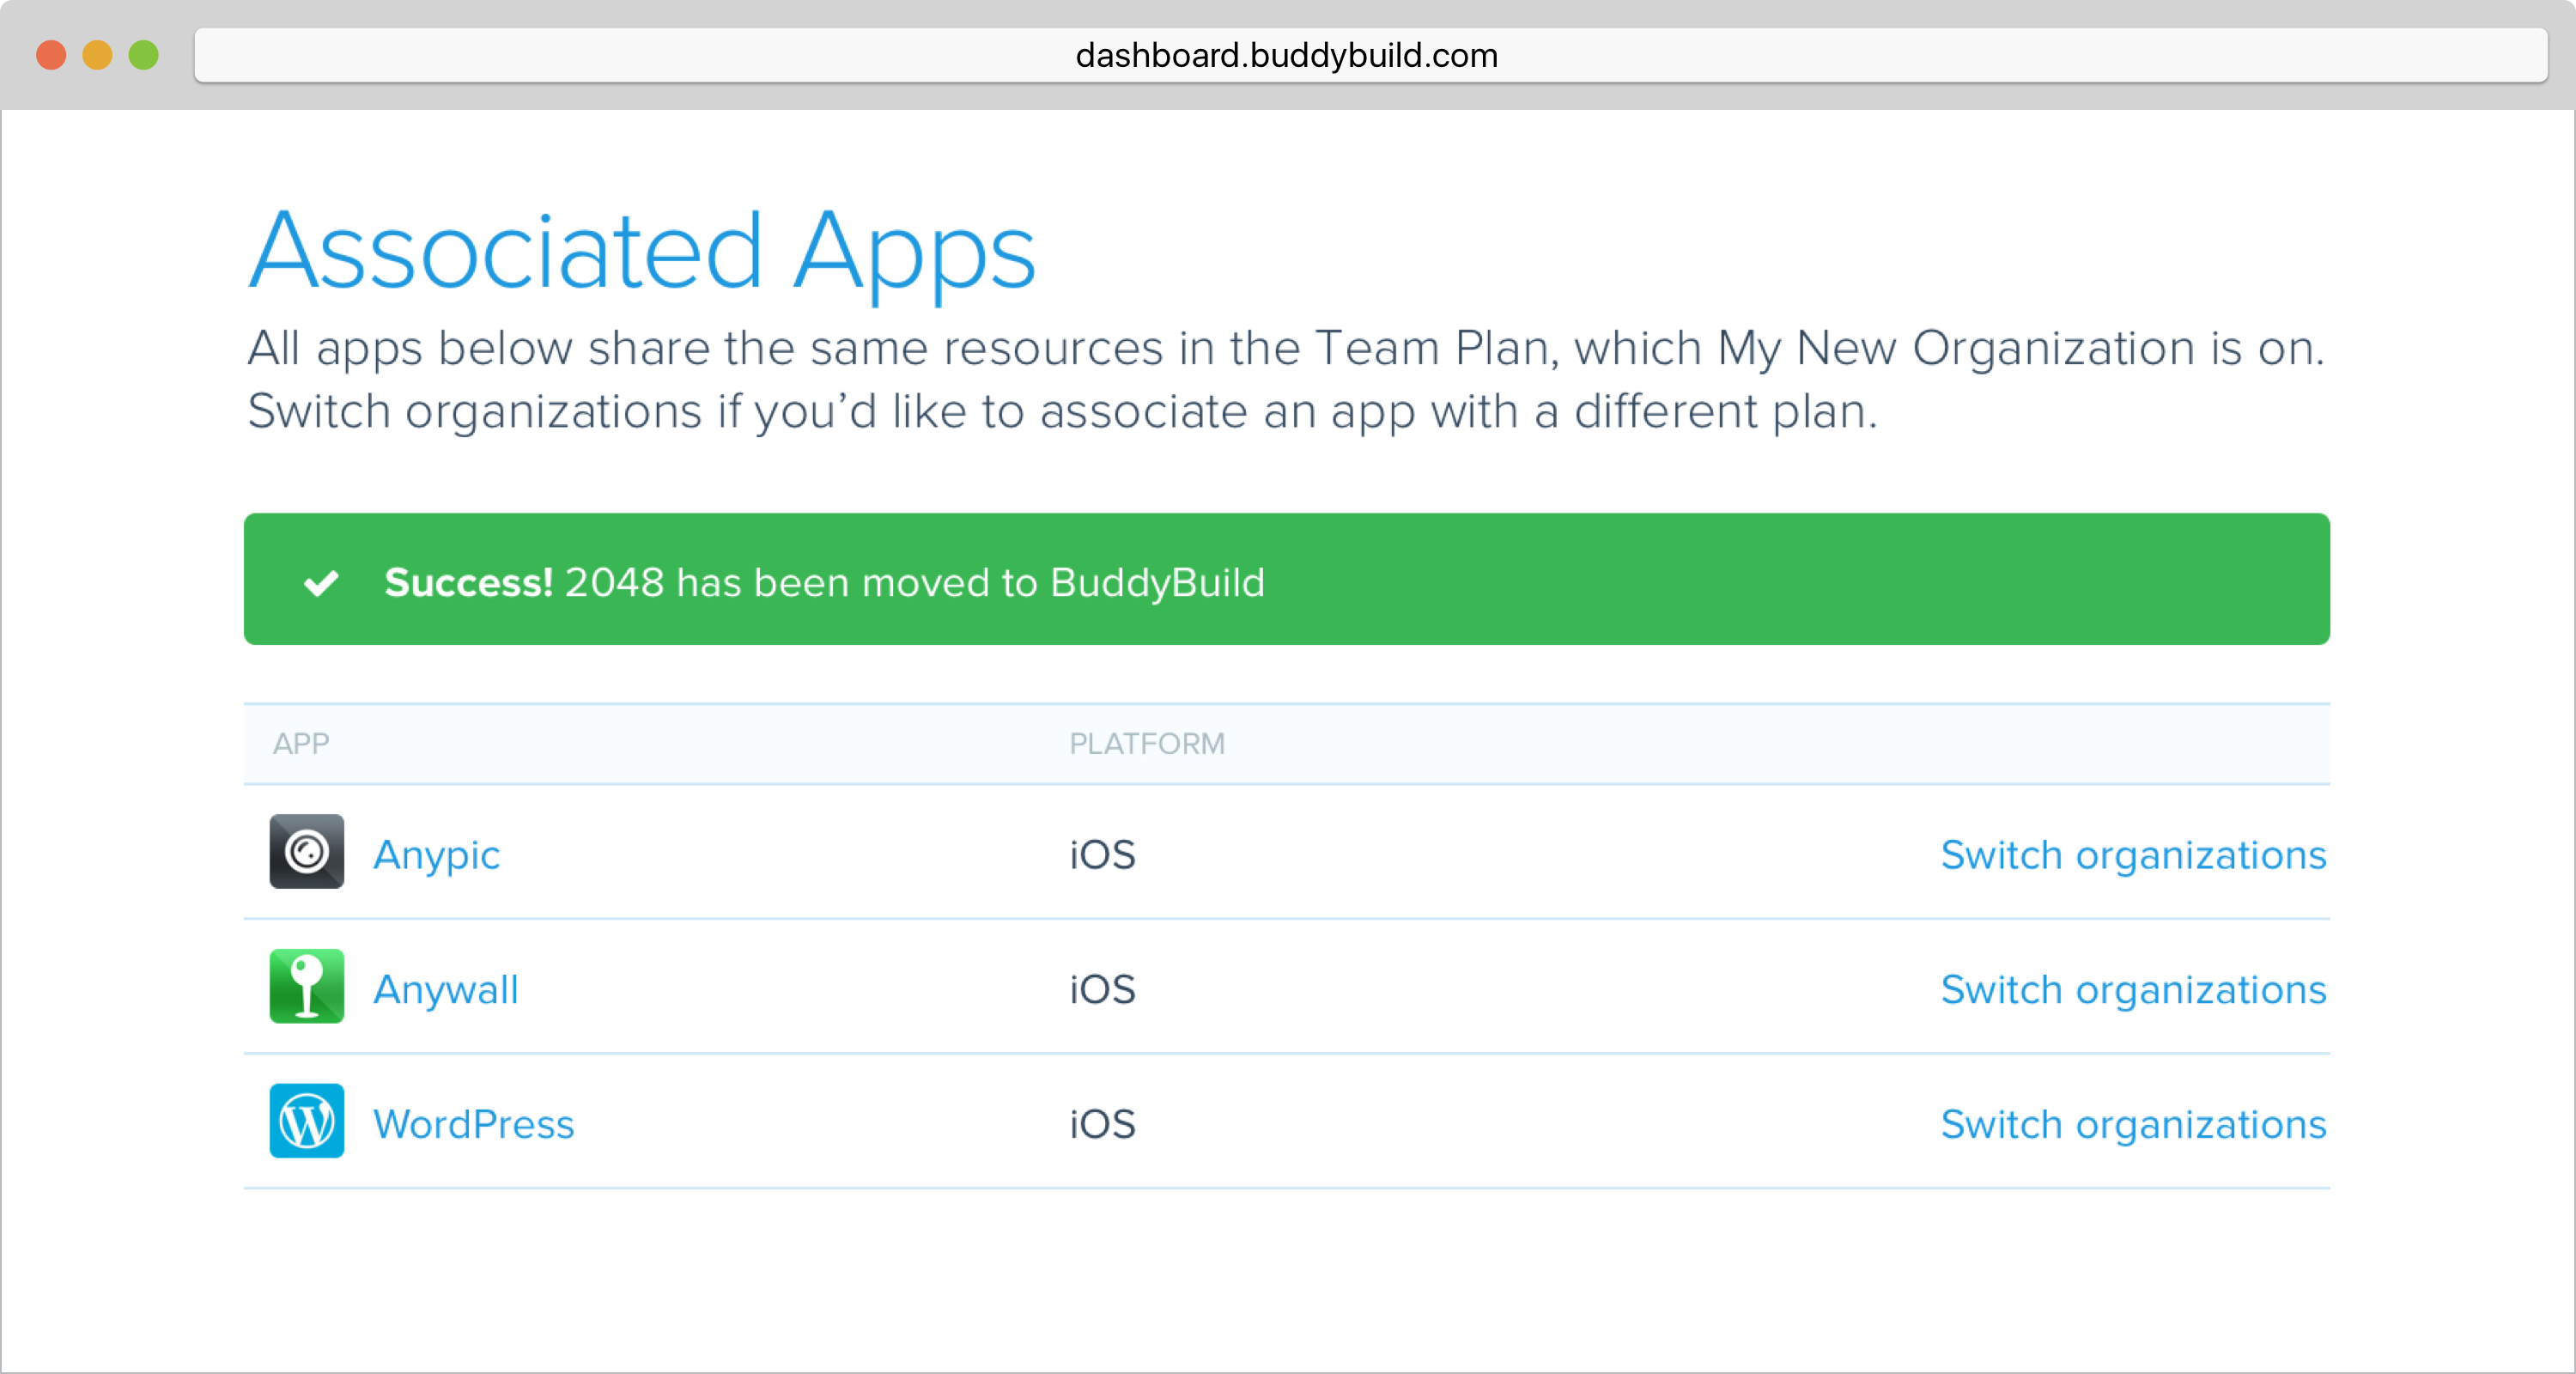 dashboard.buddybuild.com
Associated Apps
All apps below share the same resources in the Team Plan, which My New Organization is on.
Switch organizations if you’d like to associate an app with a different plan.
Success! 2048 has been moved to BuddyBuild
APP PLATFORM
Anypic iOS Switch organizations
Anywall iOS Switch organizations
WordPress iOS Switch organizations